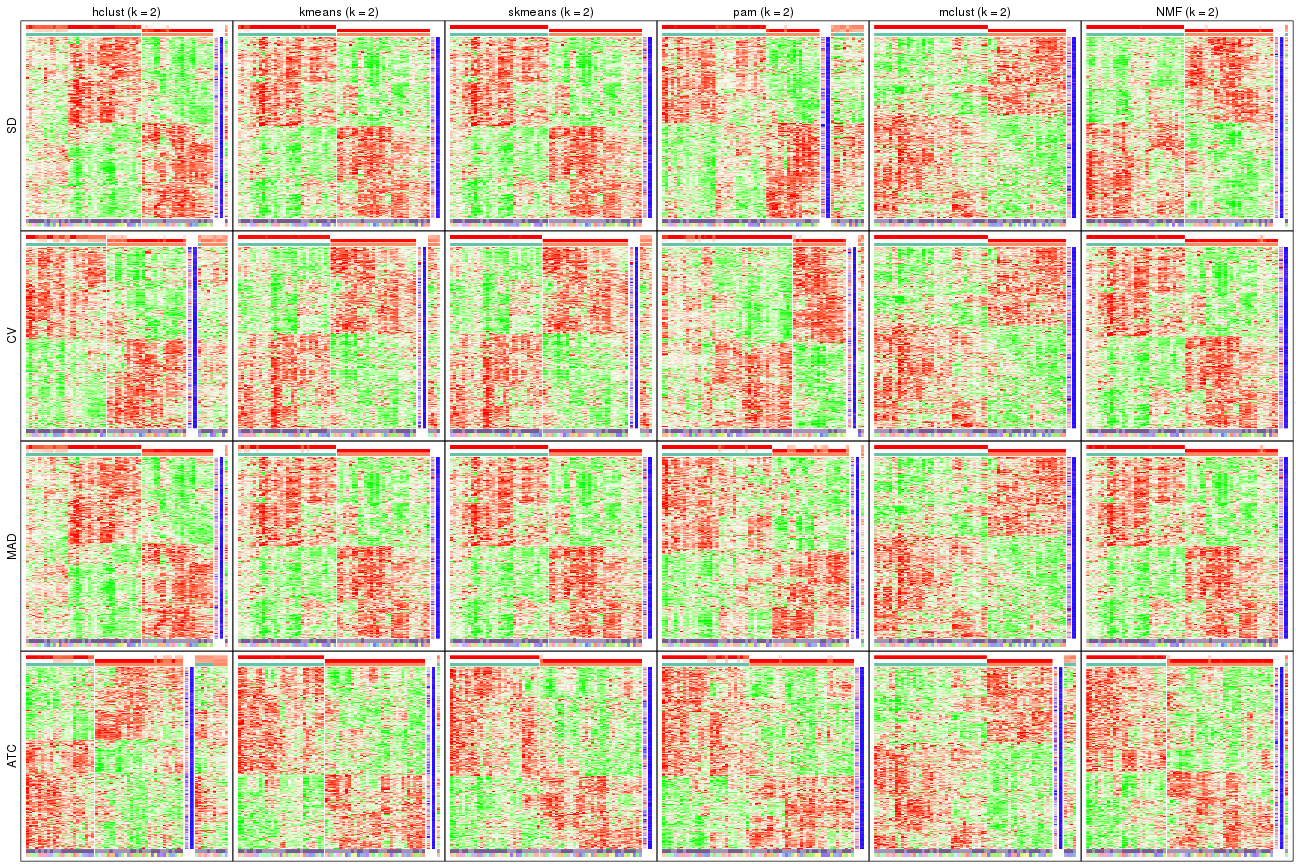 hclust (k = 2) kmeans (k = 2) skmeans (k = 2) pam (k = 2) mclust (k = 2) NMF (k = 2)
SD
CV
MAD
ATC